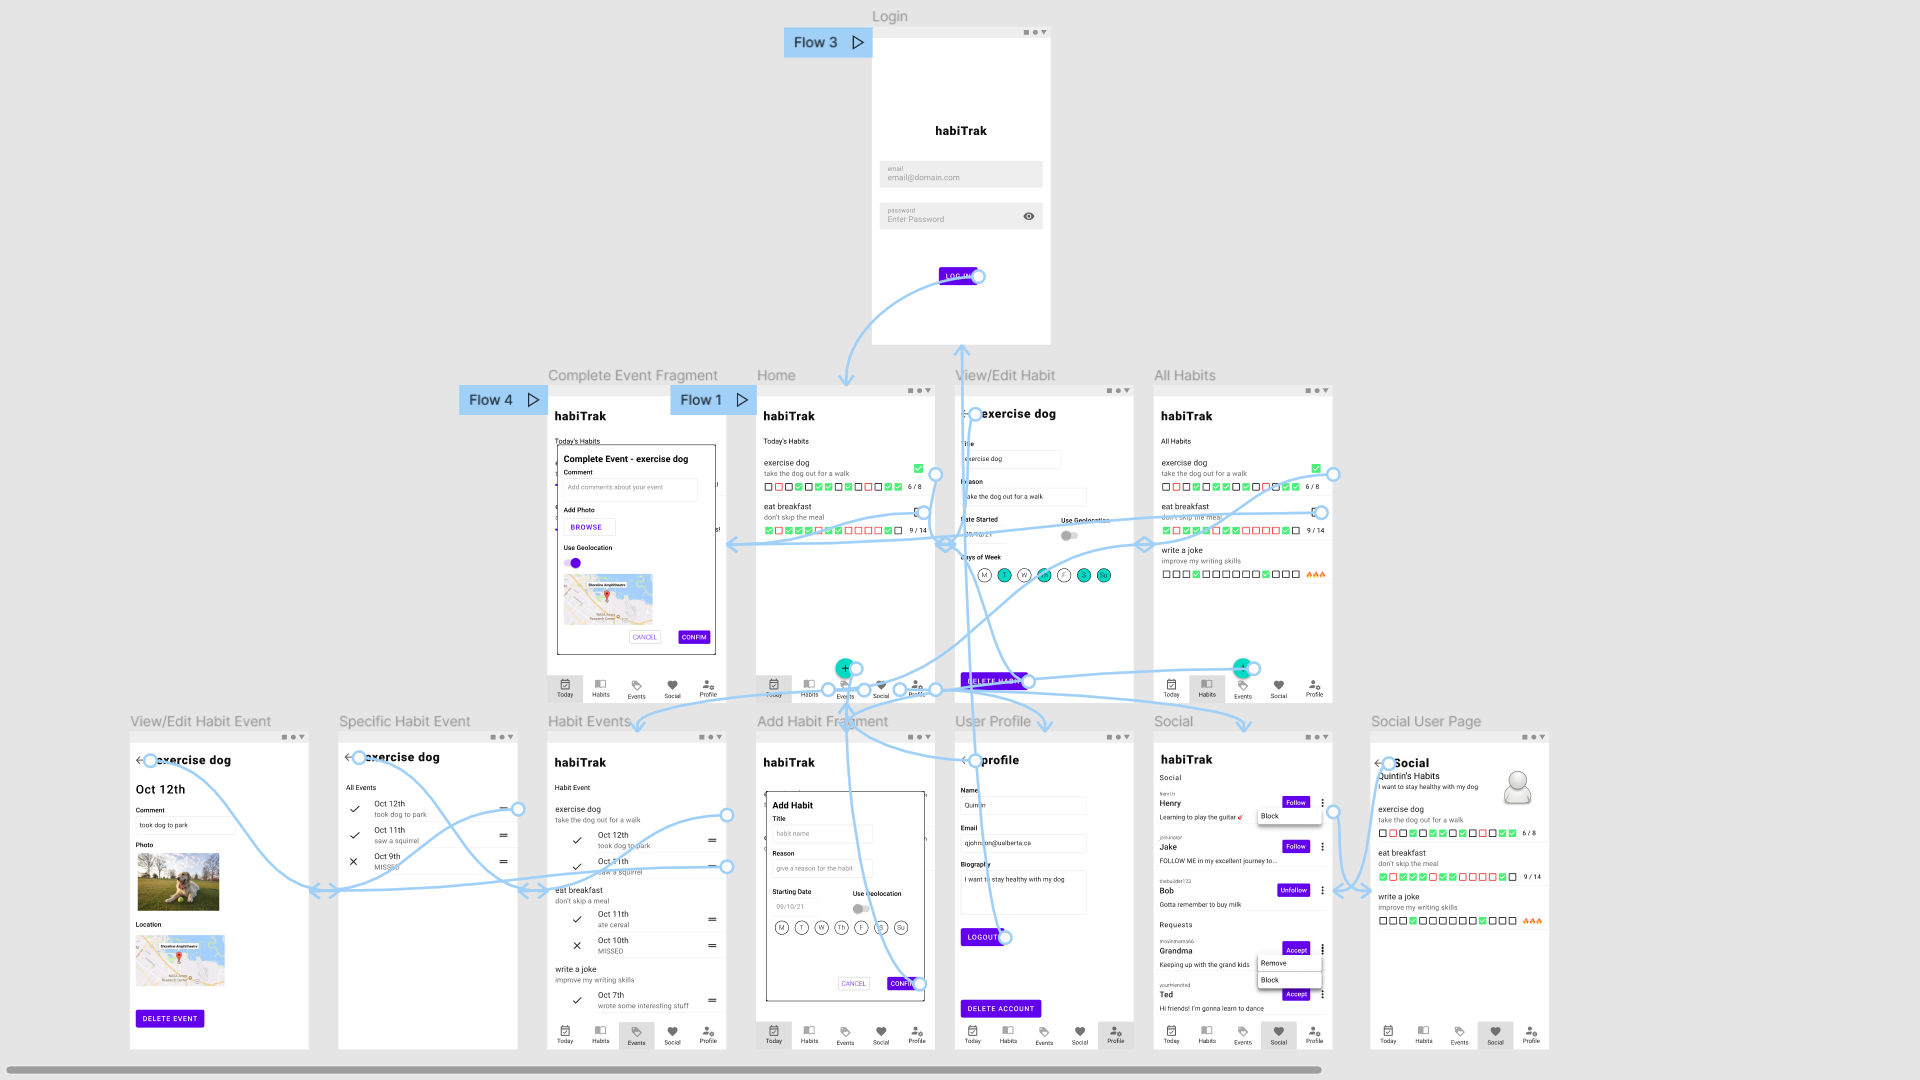 Login
Flow 3
habiTrak
email
email@domain.com
password
Enter Password
LOG IN
Complete Event Fragment
Flow 4
habiTrak
Today's Habits
Complete Event - exercise dog
Comment
Add comments about your event
Add Photo
BROWSE
Use Geolocation
Shoreline Amphitheatre
CANCEL
CONFIM
Today
Habits
Events
Social
Profile
Home
Flow 1
habiTrak
Today's Habits
exercise dog
take the dog out for a walk
6 / 8
eat breakfast
don't skip the meal
9 / 14
Today
Habits
Events
Social
Profile
View/Edit Habit
exercise dog
Title
exercise dog
Reason
take the dog out for a walk
Date Started
Use Geolocation
09/10/21
Days of Week
M T W Th F S Su
DELETE HABIT
All Habits
habiTrak
All Habits
exercise dog
take the dog out for a walk
6 / 8
eat breakfast
don't skip the meal
9 / 14
write a joke
improve my writing skills
Today
Habits
Events
Social
Profile
View/Edit Habit Event
exercise dog
Oct 12th
Comment
took dog to park
Photo
Location
Shoreline Amphitheatre
DELETE EVENT
Specific Habit Event
exercise dog
All Events
Oct 12th
took dog to park
Oct 11th
saw a squirrel
Oct 9th
MISSED
Habit Events
habiTrak
Habit Event
exercise dog
take the dog out for a walk
Oct 12th
took dog to park
Oct 11th
saw a squirrel
eat breakfast
don't skip a meal
Oct 11th
ate cereal
Oct 10th
MISSED
write a joke
improve my writing skills
Oct 7th
wrote some interesting stuff
Today
Habits
Events
Social
Profile
Add Habit Fragment
habiTrak
Add Habit
Title
habit name
Reason
give a reason for the habit
Starting Date
Use Geolocation
09/10/21
M T W Th F S Su
CANCEL
CONFIM
Today
Habits
Events
Social
Profile
User Profile
profile
Name
Quintin
Email
qjohnson@ualberta.ca
Biography
I want to stay healthy with my dog
LOGOUT
DELETE ACCOUNT
Today
Habits
Events
Social
Profile
Social
habiTrak
Social
Henry
Follow
Learning to play the guitar
Block
Jake
Follow
FOLLOW ME in my excellent journey to...
thebuilder123
Bob
Unfollow
Gotta remember to buy milk
Requests
Grandma
Accept
Keeping up with the grand kids
Remove
Block
yourfriendted
Ted
Accept
Hi friends! I'm gonna learn to dance
Today
Habits
Events
Social
Profile
Social User Page
Social
Quintin's Habits
I want to stay healthy with my dog
exercise dog
take the dog out for a walk
6 / 8
eat breakfast
don't skip the meal
9 / 14
write a joke
improve my writing skills
Today
Habits
Events
Social
Profile